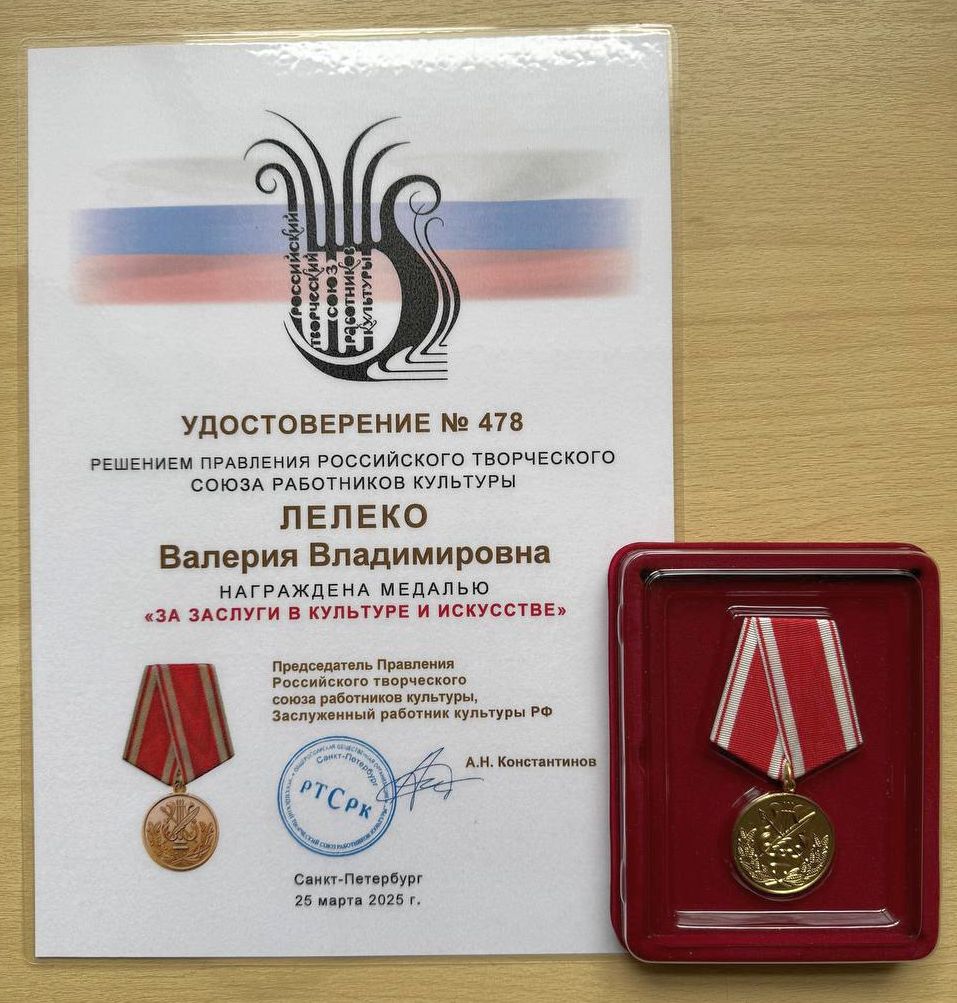 российский
творческий
союз
работников
культуры
УДОСТОВЕРЕНИЕ № 478
РЕШЕНИЕМ ПРАВЛЕНИЯ РОССИЙСКОГО ТВОРЧЕСКОГО
СОЮЗА РАБОТНИКОВ КУЛЬТУРЫ
ЛЕЛЕКО
Валерия Владимировна
НАГРАЖДЕНА МЕДАЛЬЮ
«ЗА ЗАСЛУГИ В КУЛЬТУРЕ И ИСКУССТВЕ»
Председатель Правления
Российского творческого
союза работников культуры,
Заслуженный работник культуры РФ
А.Н. Константинов
Санкт-Петербург
РТСРК
Санкт-Петербург
25 марта 2025 г.